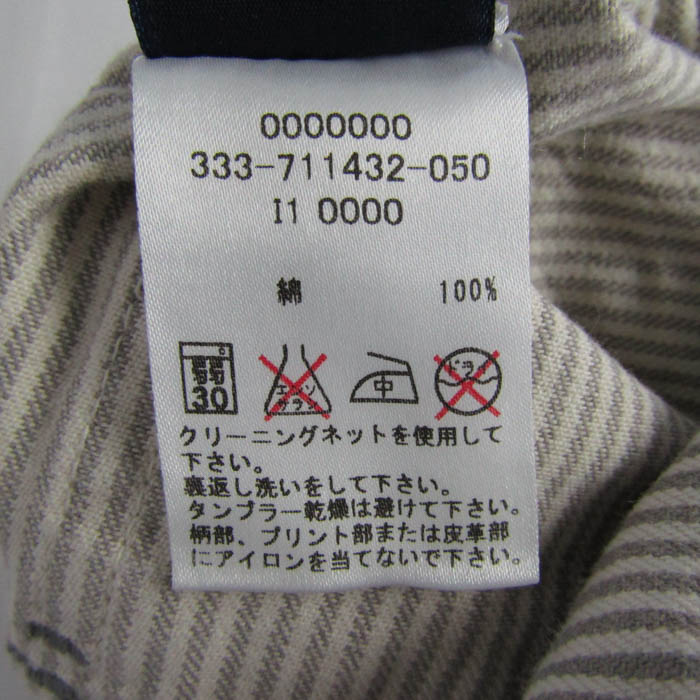 0000000
333-711432-050
I1 0000
綿 100%
弱 30 エンソ サラシ 中 ドライ
クリーニングネットを使用して
下さい。
裏返し洗いをして下さい。
タンブラー乾燥は避けて下さい。
柄部、プリント部または皮革部
にアイロンを当てないで下さい。